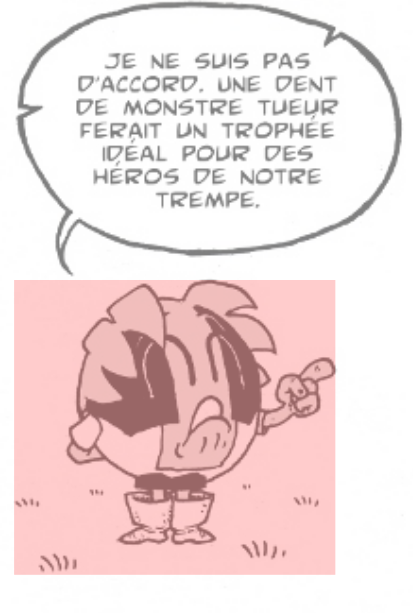 JE NE SUIS PAS
D'ACCORD. UNE DENT
DE MONSTRE TUEUR
FERAIT UN TROPHÉE
IDÉAL POUR DES
HÉROS DE NOTRE
TREMPE.